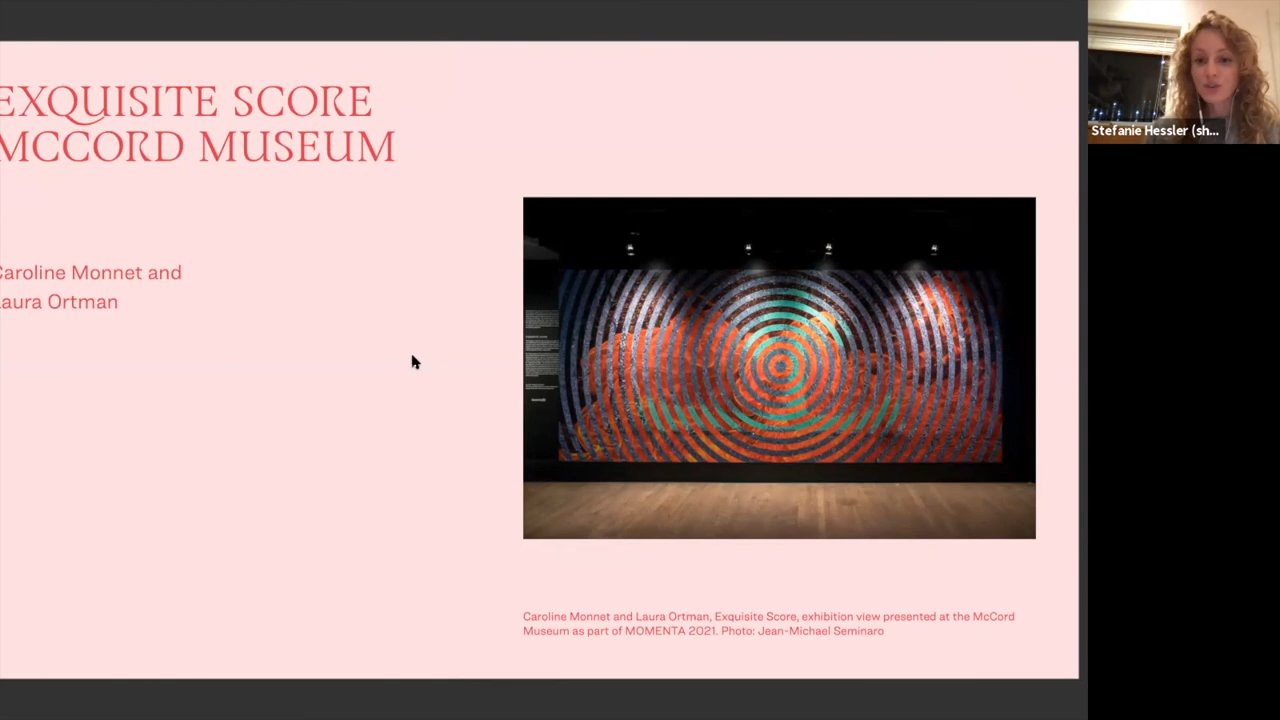 EXQUISITE SCORE
MCCORD MUSEUM
Caroline Monnet and
Laura Ortman
Caroline Monnet and Laura Ortman, Exquisite Score, exhibition view presented at the McCord
Museum as part of MOMENTA 2021. Photo: Jean-Michael Seminaro
Stefanie Hessler (sh...